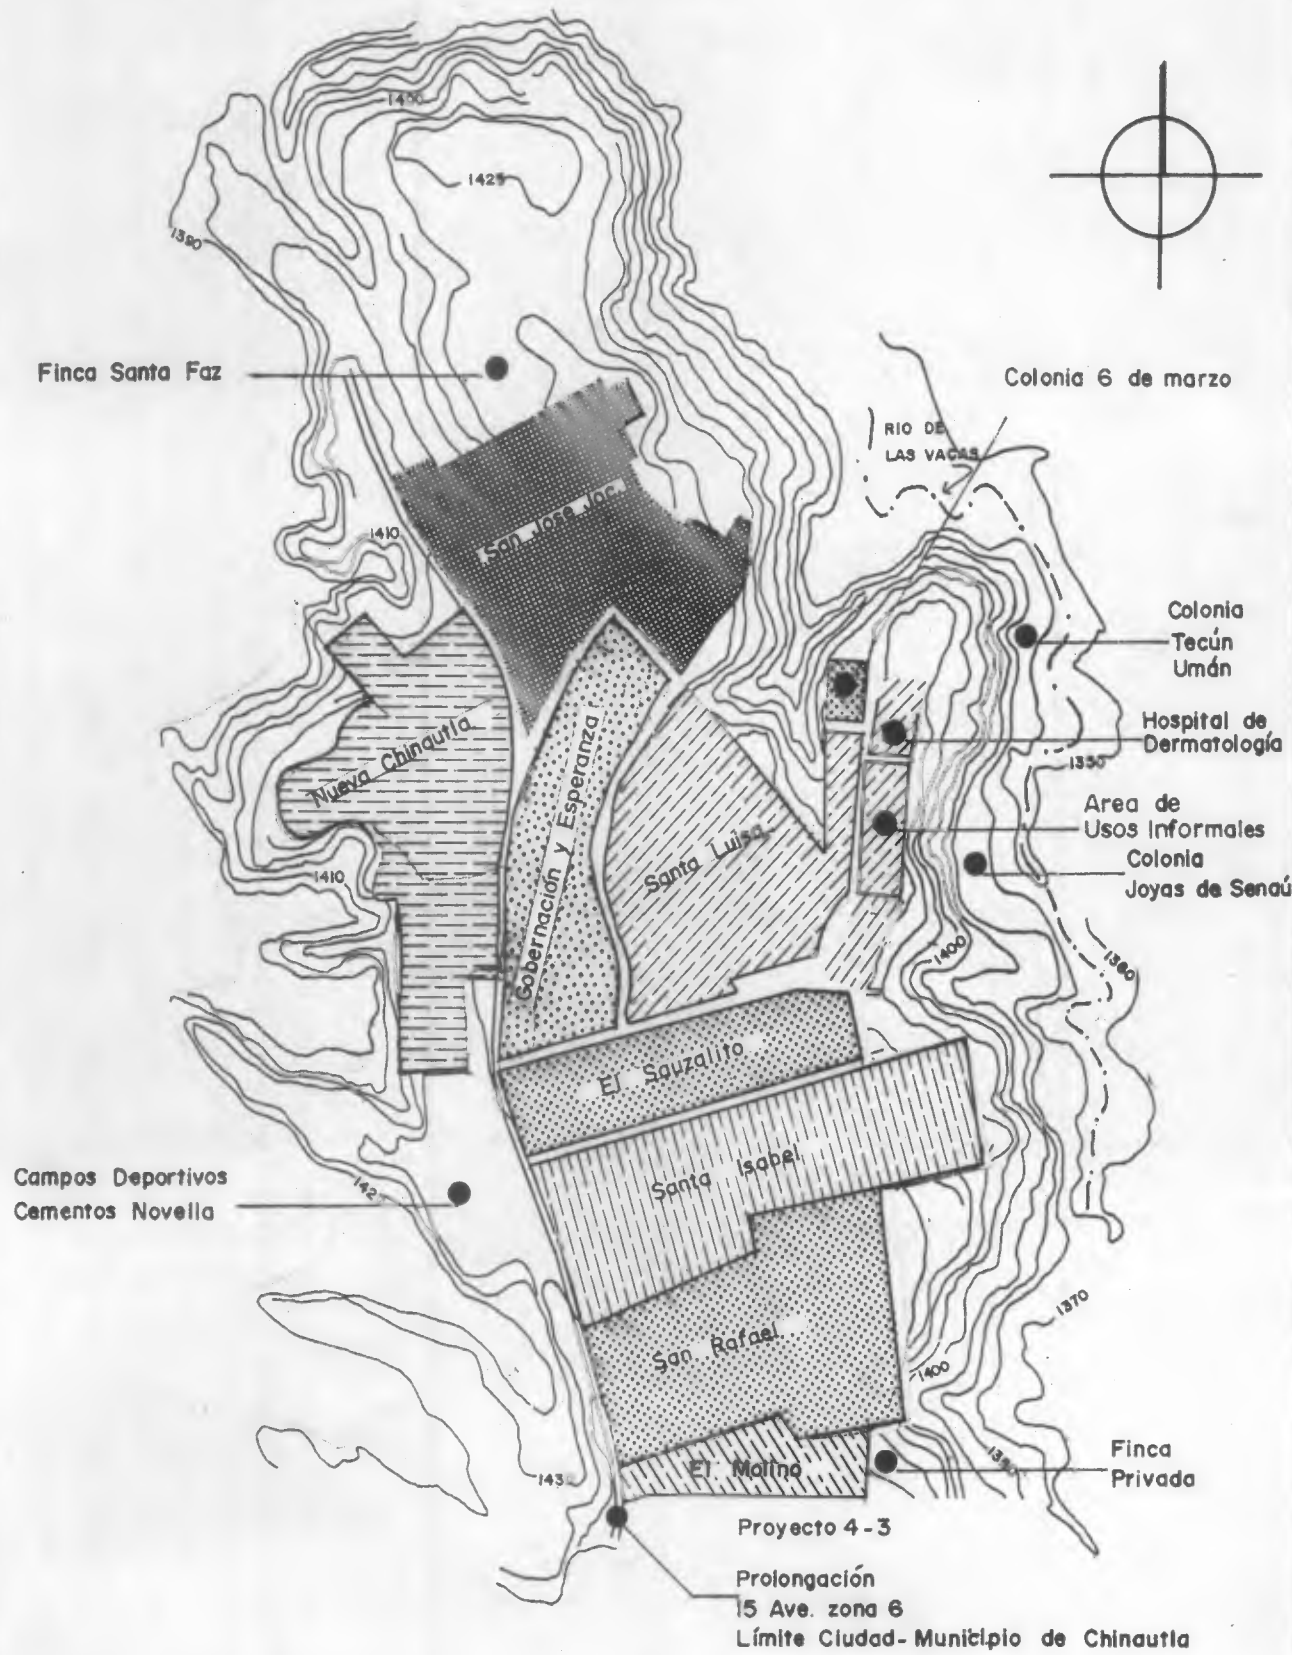 1400
1425
1390
Finca Santa Faz
Colonia 6 de marzo
RIO DE
LAS VACAS
San Jose Joc.
1410
Colonia
Tecún
Umán
Nueva Chinautla
Gobernación y Esperanza
Hospital de
Dermatología
1350
Area de
Usos Informales
Santa Luisa
Colonia
Joyas de Senaú
1410
1400
1360
El Sauzalito
Campos Deportivos
Cementos Novella
142
Santa Isabel
1370
San Rafael
1400
El Molino
143
Finca
Privada
Proyecto 4-3
Prolongación
15 Ave. zona 6
Límite Ciudad-Municipio de Chinautla